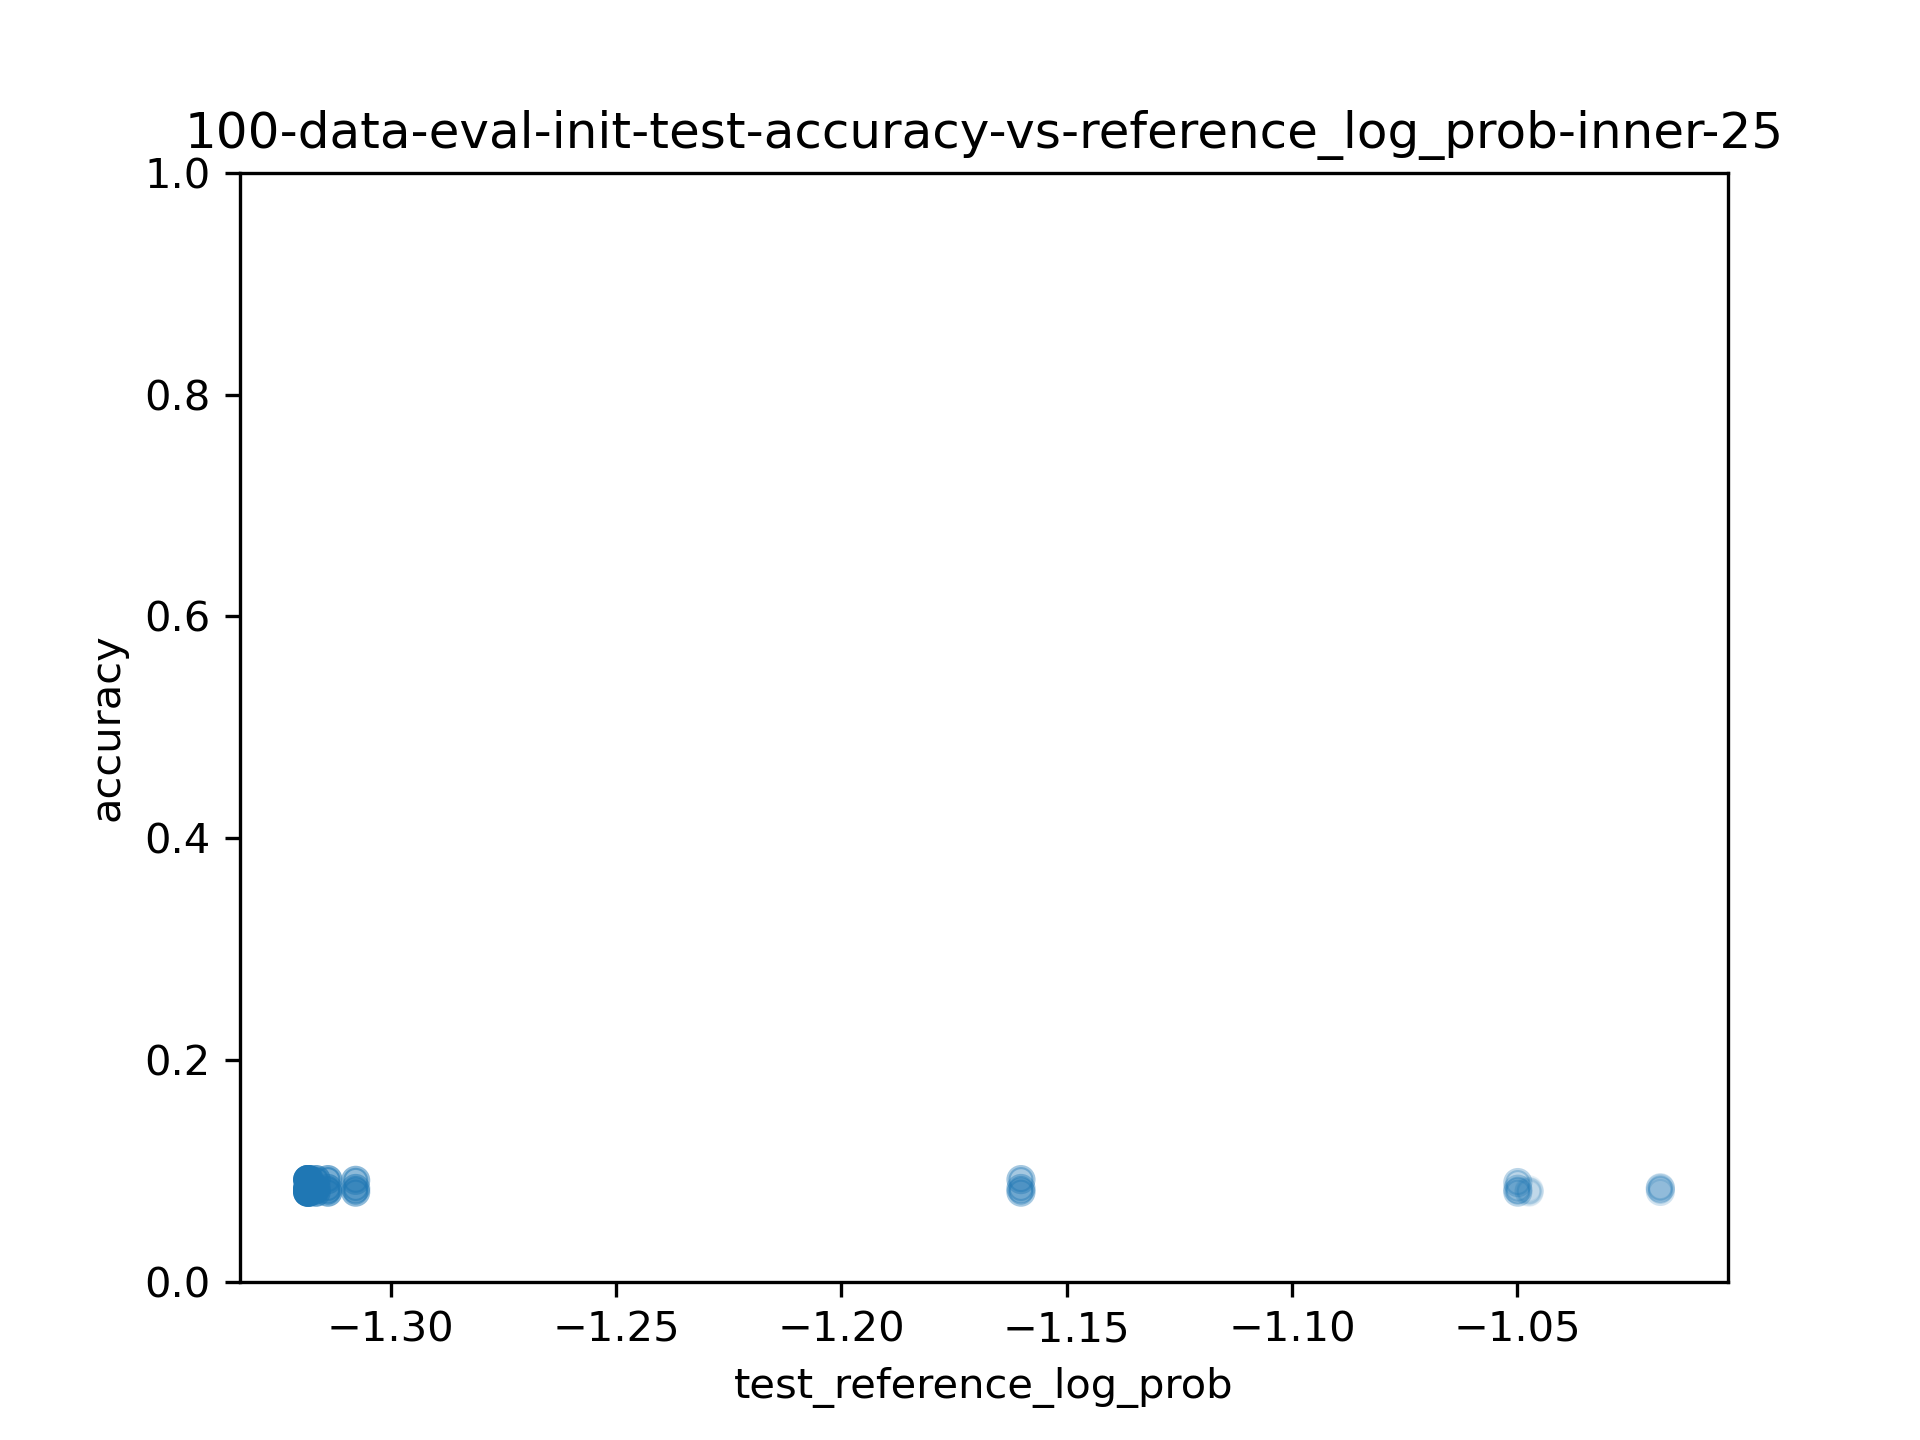 100-data-eval-init-test-accuracy-vs-reference_log_prob-inner-25
1.0
0.8
0.6
0.4
0.2
0.0
accuracy
−1.30 −1.25 −1.20 −1.15 −1.10 −1.05
test_reference_log_prob